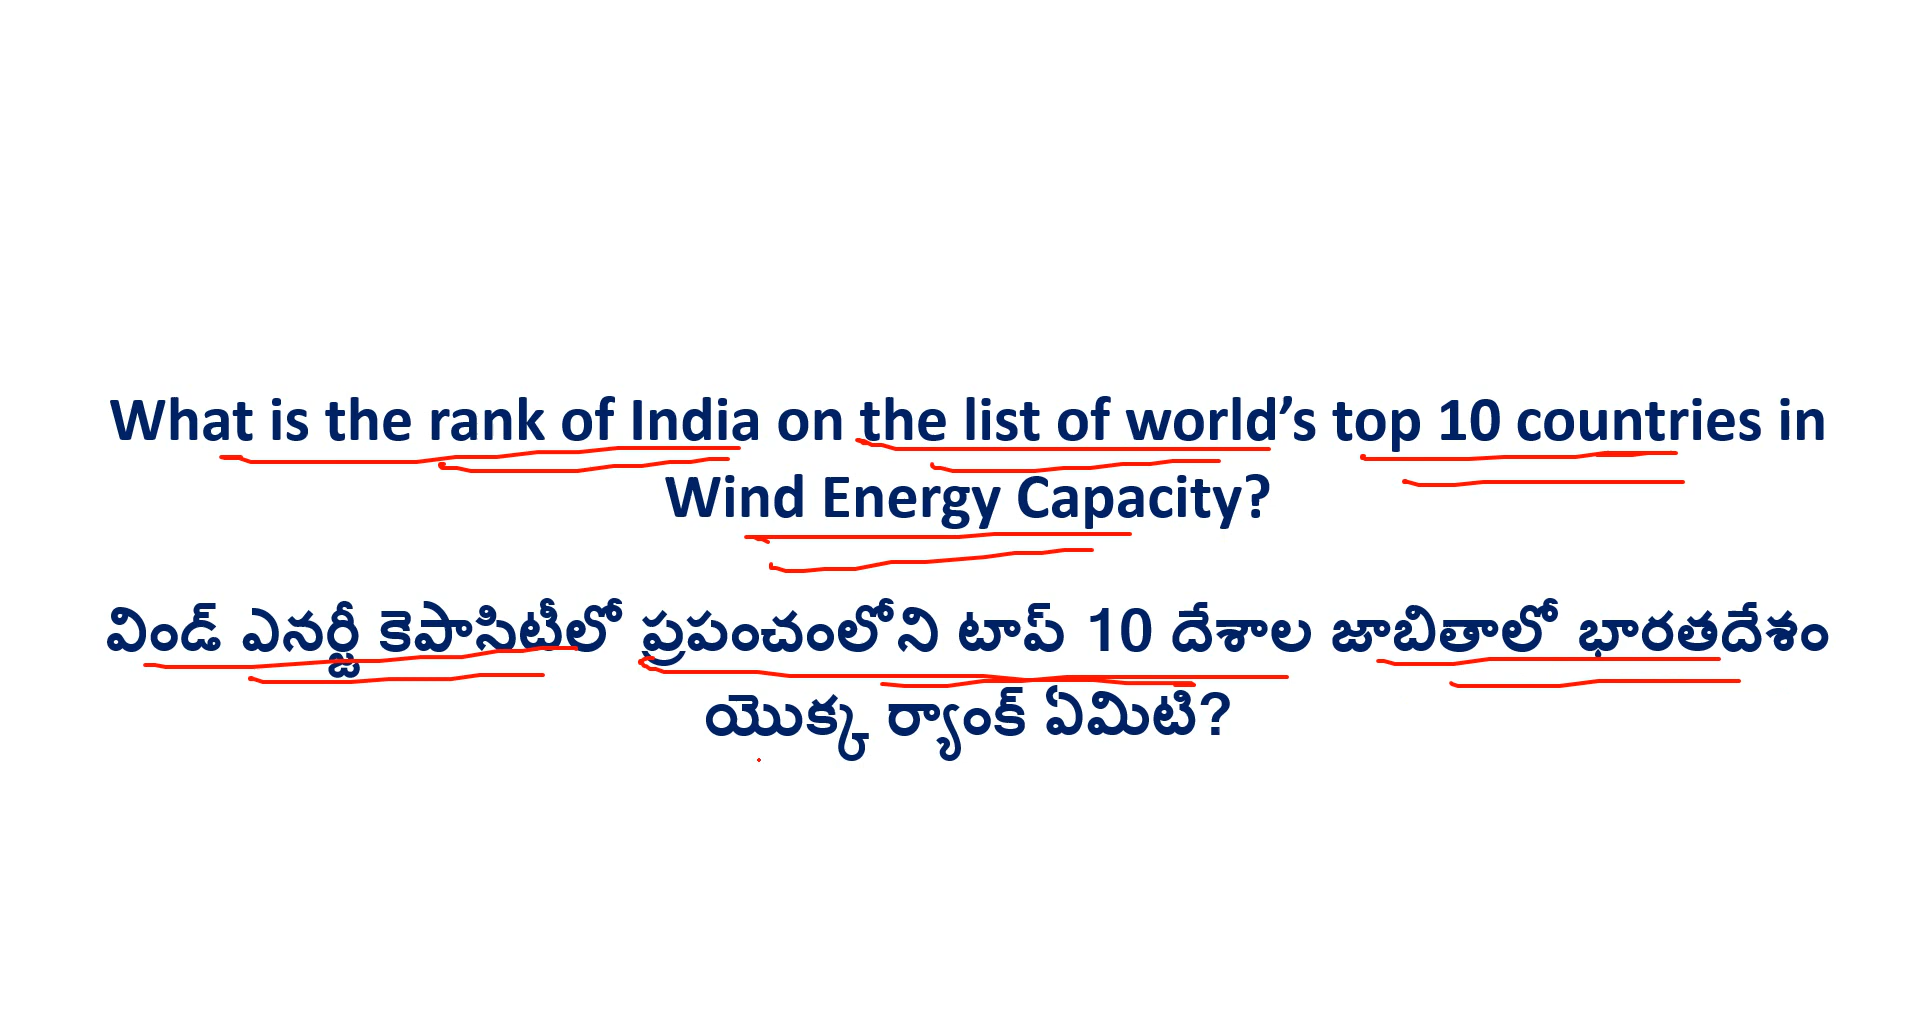 What is the rank of India on the list of world’s top 10 countries in
Wind Energy Capacity?
విండ్ ఎనర్జీ కెపాసిటీలో ప్రపంచంలోని టాప్ 10 దేశాల జాబితాలో భారతదేశం
యొక్క ర్యాంక్ ఏమిటి?